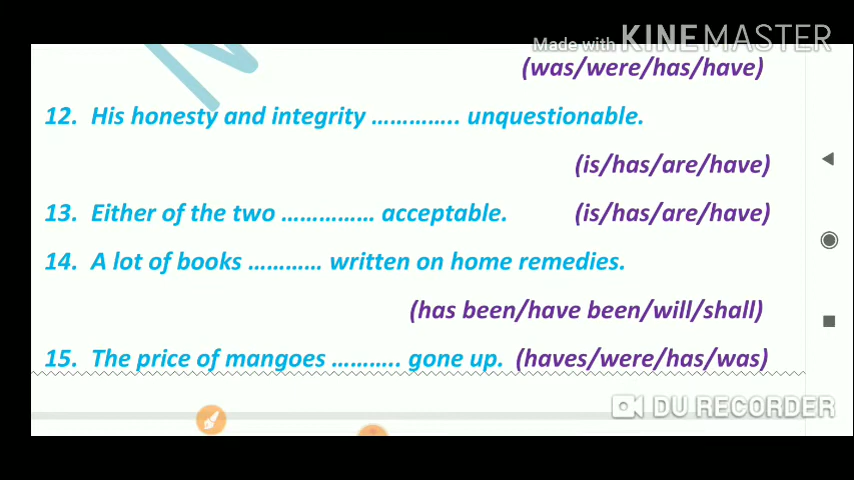 Made with KINEMASTER
(was/were/has/have)
12. His honesty and integrity ………….. unquestionable.
(is/has/are/have)
13. Either of the two …………… acceptable. (is/has/are/have)
14. A lot of books ………… written on home remedies.
(has been/have been/will/shall)
15. The price of mangoes ……….. gone up. (haves/were/has/was)
DU RECORDER